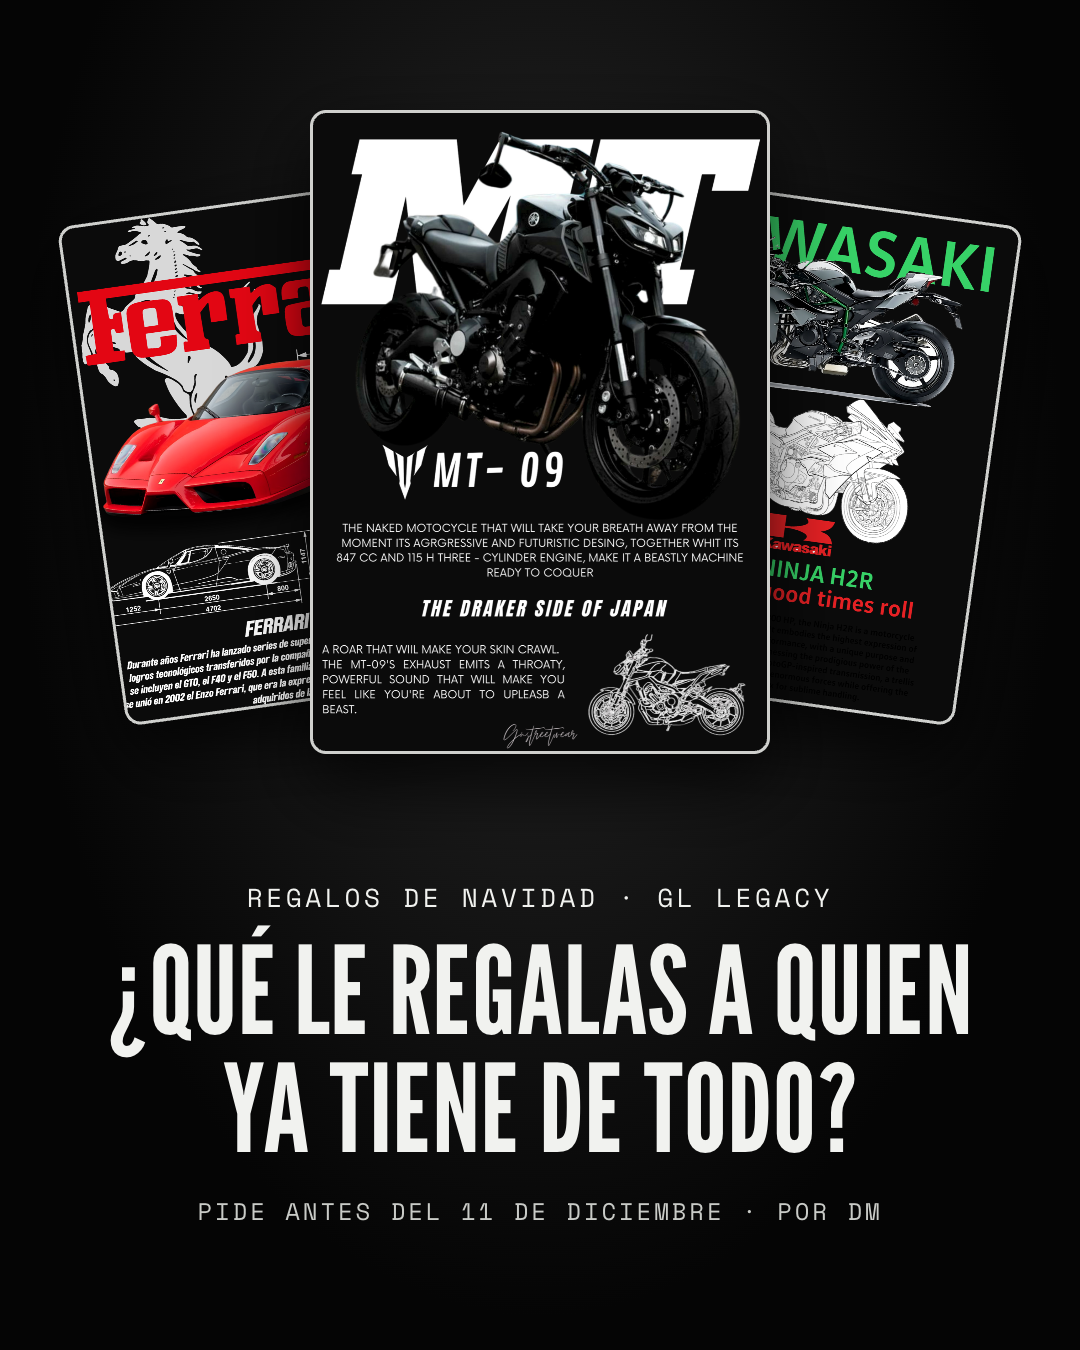 Ferra
1252
2650
800
4702
1147
FERRARI
Durante años Ferrari ha lanzado series de super
logros tecnológicos transferidos por la compañ
se incluyen el GTO, el F40 y el F50. A esta famili
se unió en 2002 el Enzo Ferrari, que era la expre
adquiridos de l
MT
MT- 09
THE NAKED MOTOCYCLE THAT WILL TAKE YOUR BREATH AWAY FROM THE
MOMENT ITS AGRGRESSIVE AND FUTURISTIC DESING, TOGETHER WHIT ITS
847 CC AND 115 H THREE - CYLINDER ENGINE, MAKE IT A BEASTLY MACHINE
READY TO COQUER
THE DRAKER SIDE OF JAPAN
A ROAR THAT WIIL MAKE YOUR SKIN CRAWL.
THE MT-09'S EXHAUST EMITS A THROATY,
POWERFUL SOUND THAT WILL MAKE YOU
FEEL LIKE YOU'RE ABOUT TO UPLEASB A
BEAST.
Gustreetwear
WASAKI
Kawasaki
NINJA H2R
ood times roll
REGALOS DE NAVIDAD · GL LEGACY
¿QUÉ LE REGALAS A QUIEN
YA TIENE DE TODO?
PIDE ANTES DEL 11 DE DICIEMBRE · POR DM